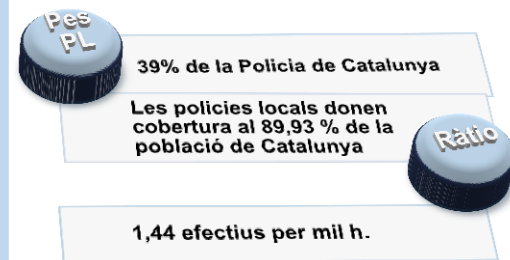 Pes
PL
39% de la Policia de Catalunya
Les policies locals donen
cobertura al 89,93 % de la
població de Catalunya
Ràtio
1,44 efectius per mil h.